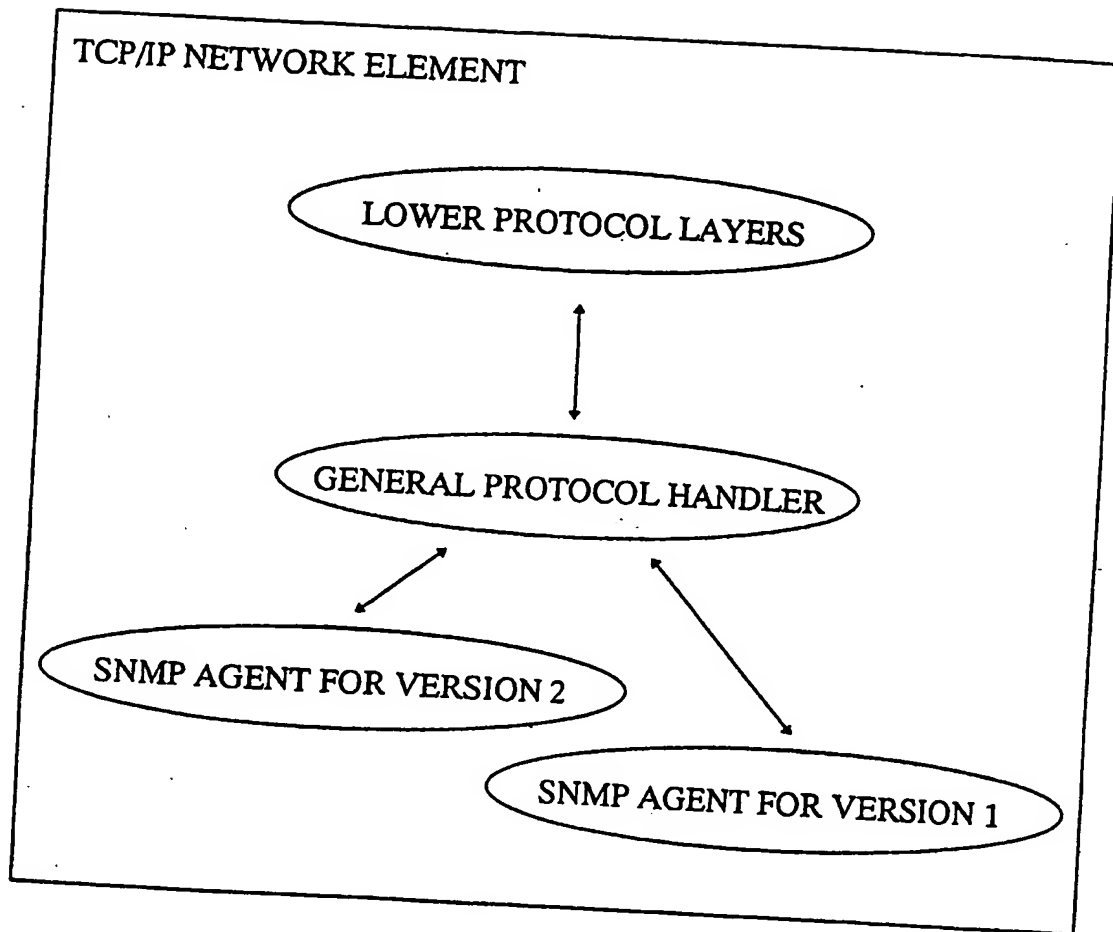 TCP/IP NETWORK ELEMENT
LOWER PROTOCOL LAYERS
GENERAL PROTOCOL HANDLER
SNMP AGENT FOR VERSION 2
SNMP AGENT FOR VERSION 1